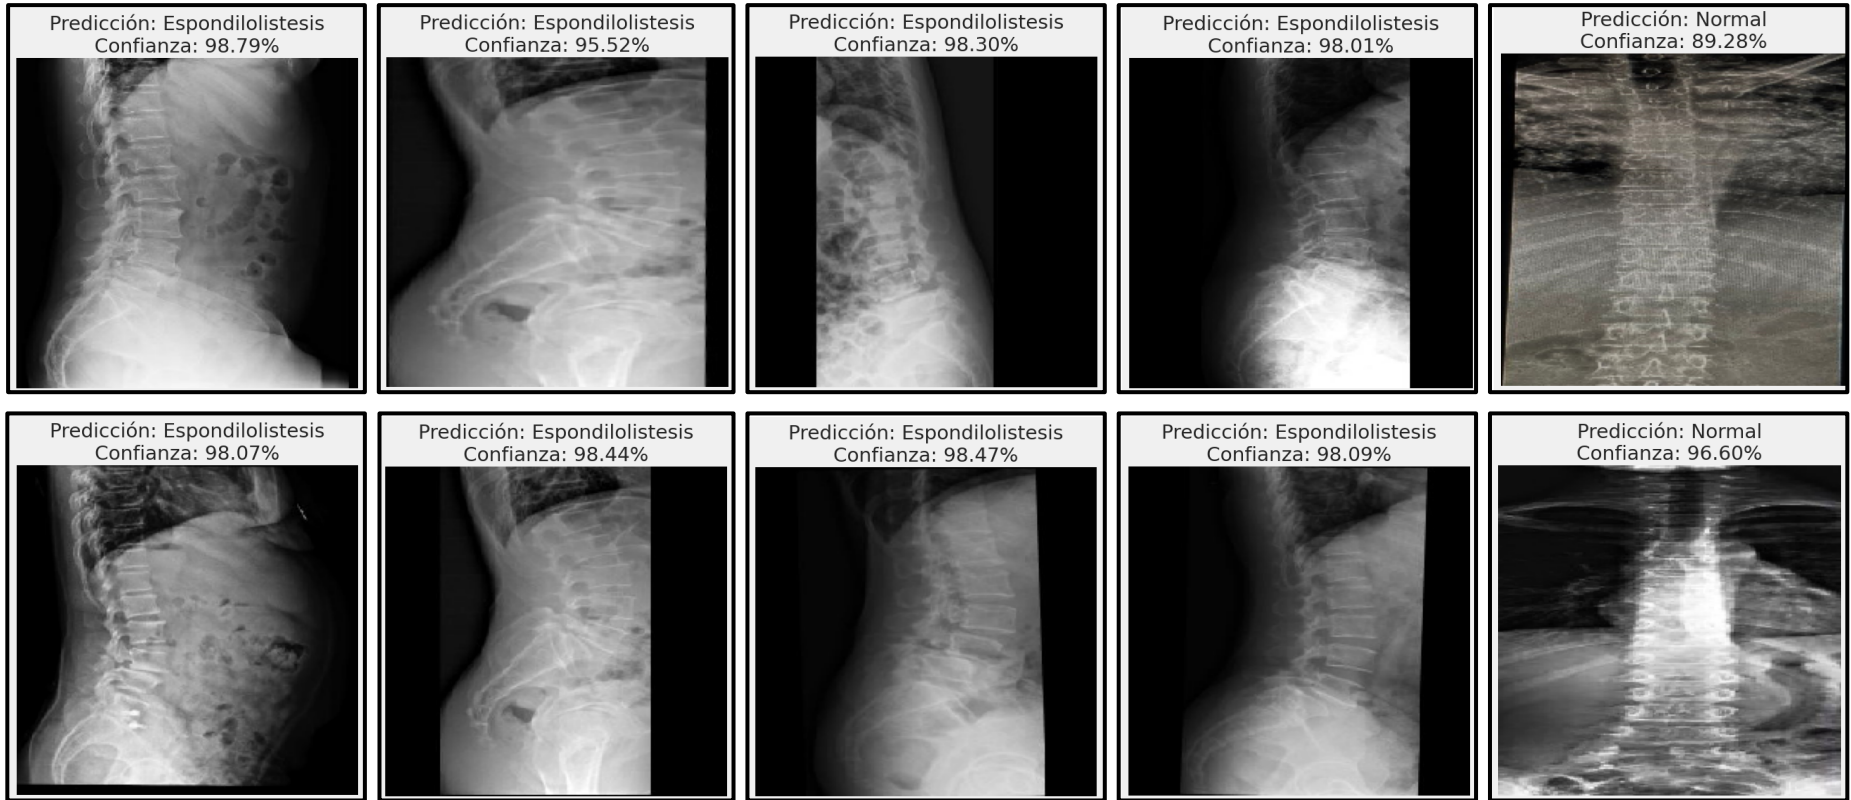 Predicción: Espondilolistesis
Confianza: 98.79%
Predicción: Espondilolistesis
Confianza: 95.52%
Predicción: Espondilolistesis
Confianza: 98.30%
Predicción: Espondilolistesis
Confianza: 98.01%
Predicción: Normal
Confianza: 89.28%
Predicción: Espondilolistesis
Confianza: 98.07%
Predicción: Espondilolistesis
Confianza: 98.44%
Predicción: Espondilolistesis
Confianza: 98.47%
Predicción: Espondilolistesis
Confianza: 98.09%
Predicción: Normal
Confianza: 96.60%